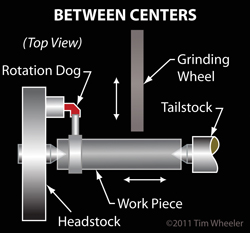 BETWEEN CENTERS
(Top View)
Rotation Dog
Grinding
Wheel
Tailstock
Work Piece
Headstock
©2011 Tim Wheeler